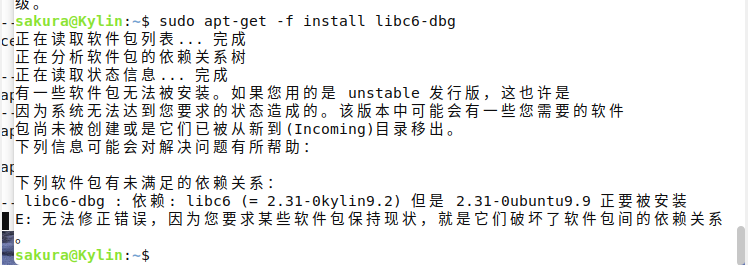 级。
sakura@Kylin:~$ sudo apt-get -f install libc6-dbg
正在读取软件包列表... 完成
正在分析软件包的依赖关系树
正在读取状态信息... 完成
有一些软件包无法被安装。如果您用的是 unstable 发行版，这也许是
因为系统无法达到您要求的状态造成的。该版本中可能会有一些您需要的软件
包尚未被创建或是它们已被从新到(Incoming)目录移出。
下列信息可能会对解决问题有所帮助：
下列软件包有未满足的依赖关系：
libc6-dbg : 依赖: libc6 (= 2.31-0kylin9.2) 但是 2.31-0ubuntu9.9 正要被安装
E: 无法修正错误，因为您要求某些软件包保持现状，就是它们破坏了软件包间的依赖关系
。
sakura@Kylin:~$